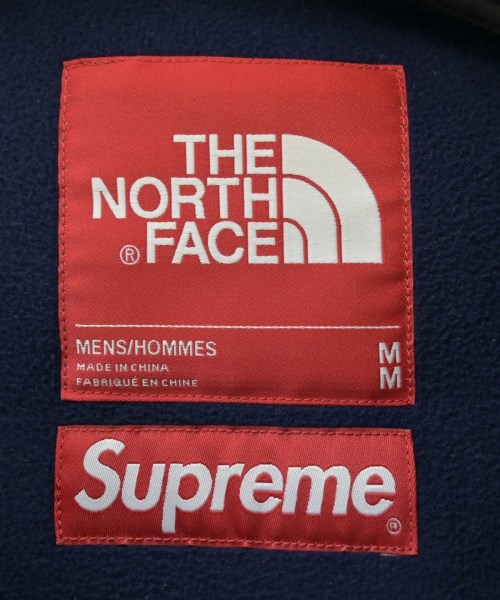 THE
NORTH
® FACE
MENS/HOMMES M
MADE IN CHINA
FABRIQUÉ EN CHINE M
Supreme
®